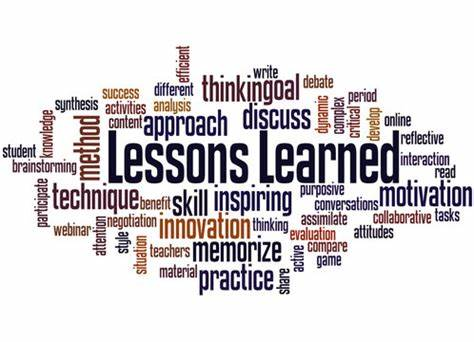 efficient
write
success
different
thinking
goal
debate
period
synthesis
activities
analysis
dynamic
complex
critical
develop
knowledge
content
approach
discuss
online
student
method
Lessons Learned
reflective
brainstorming
interaction
read
participate
technique
benefit
skill
inspiring
purposive
motivation
conversations
negotiation
innovation
thinking
assimilate
collaborative
tasks
webinar
attention
style
evaluation
attitudes
situation
teachers
memorize
active
compare
material
practice
share
game